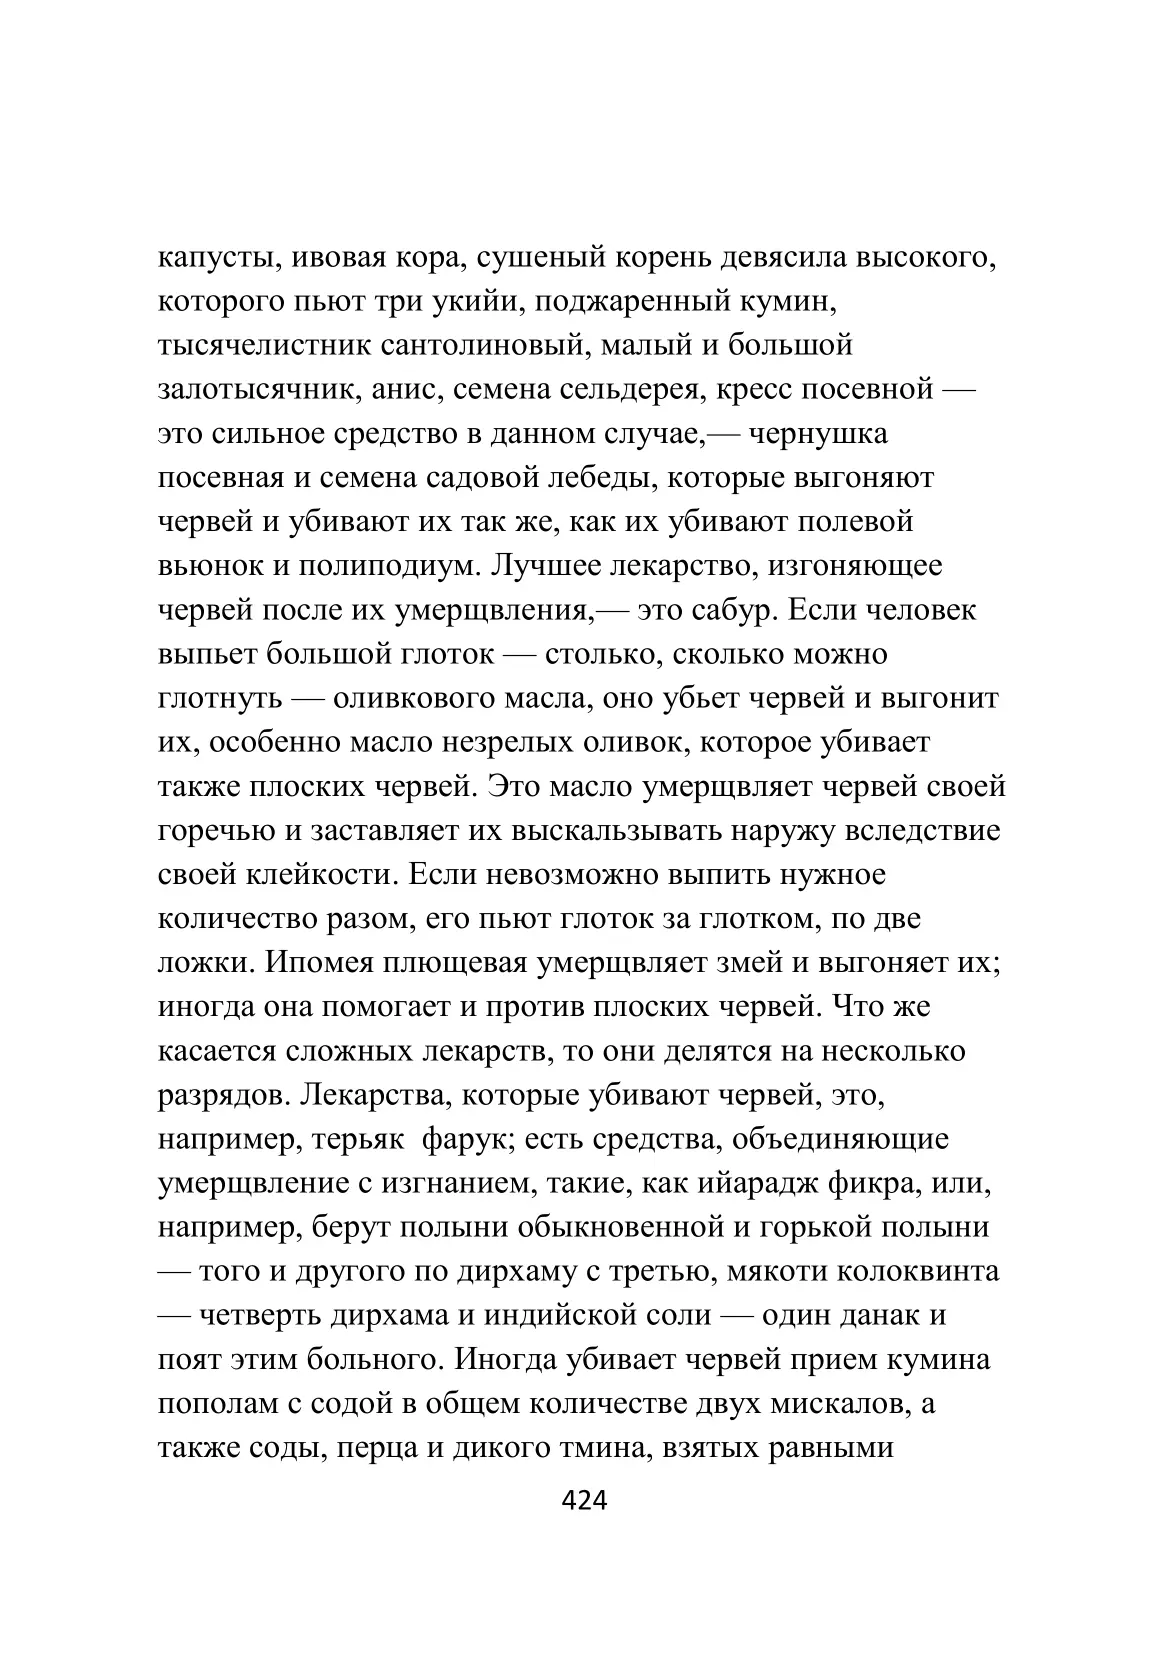 капусты, ивовая кора, сушеный корень девясила высокого,
которого пьют три укийи, поджаренный кумин,
тысячелистник сантолиновый, малый и большой
залотысячник, анис, семена сельдерея, кресс посевной —
это сильное средство в данном случае,— чернушка
посевная и семена садовой лебеды, которые выгоняют
червей и убивают их так же, как их убивают полевой
вьюнок и полиподиум. Лучшее лекарство, изгоняющее
червей после их умерщвления,— это сабур. Если человек
выпьет большой глоток — столько, сколько можно
глотнуть — оливкового масла, оно убьет червей и выгонит
их, особенно масло незрелых оливок, которое убивает
также плоских червей. Это масло умерщвляет червей своей
горечью и заставляет их выскальзывать наружу вследствие
своей клейкости. Если невозможно выпить нужное
количество разом, его пьют глоток за глотком, по две
ложки. Ипомея плющевая умерщвляет змей и выгоняет их;
иногда она помогает и против плоских червей. Что же
касается сложных лекарств, то они делятся на несколько
разрядов. Лекарства, которые убивают червей, это,
например, терьяк  фарук; есть средства, объединяющие
умерщвление с изгнанием, такие, как ийарадж фикра, или,
например, берут полыни обыкновенной и горькой полыни
— того и другого по дирхаму с третью, мякоти колоквинта
— четверть дирхама и индийской соли — один данак и
поят этим больного. Иногда убивает червей прием кумина
пополам с содой в общем количестве двух мискалов, а
также соды, перца и дикого тмина, взятых равными
424